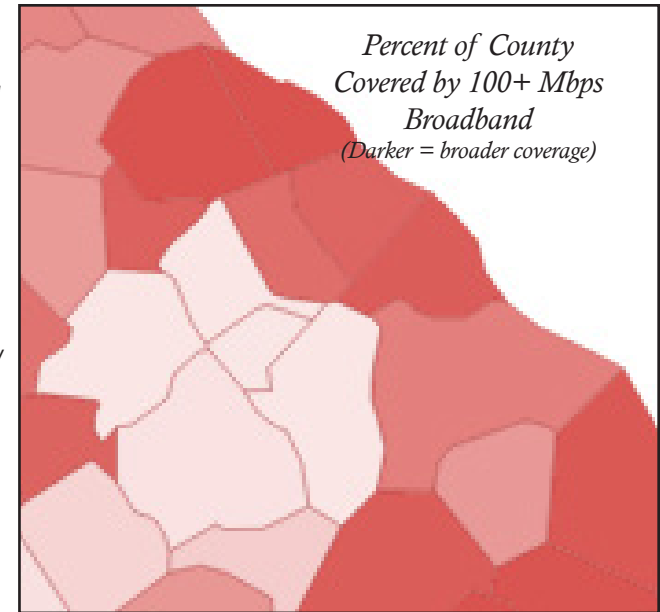 Percent of County
Covered by 100+ Mbps
Broadband
(Darker = broader coverage)